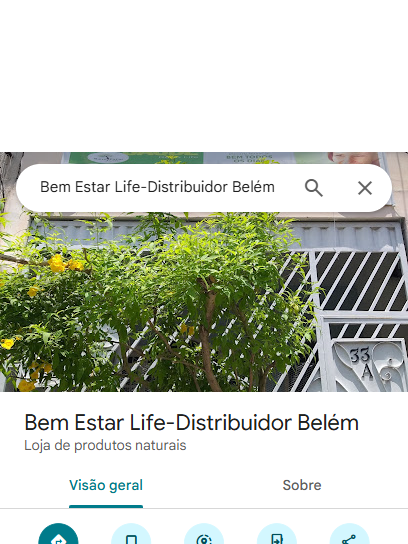 BEM TODOS
OS DIAS
Bem Estar Life-Distribuidor Belém
33
A
Bem Estar Life-Distribuidor Belém
Loja de produtos naturais
Visão geral
Sobre